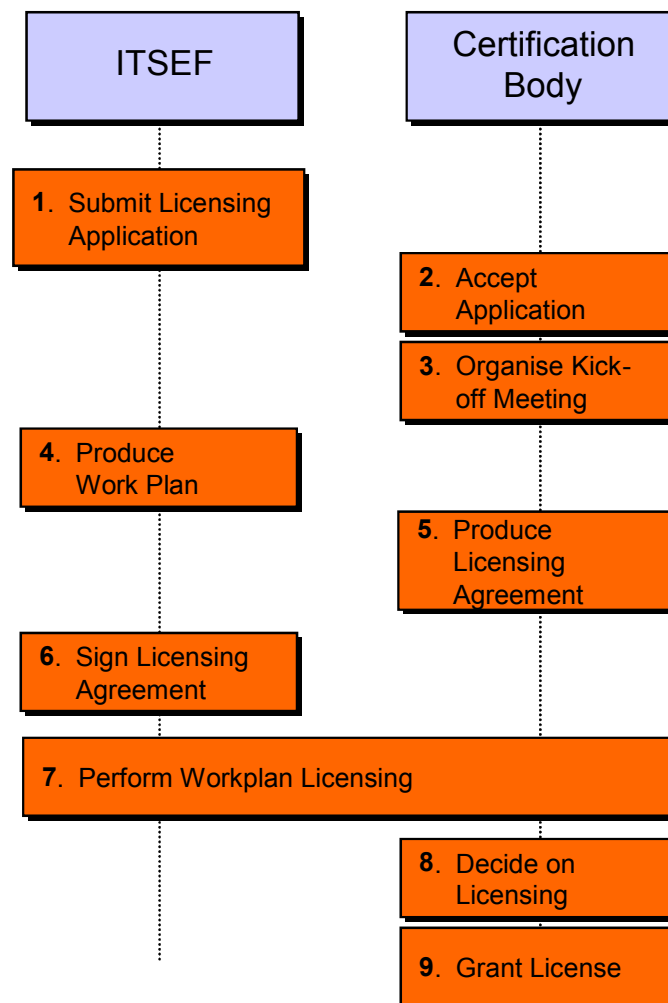 ITSEF
Certification
Body
1. Submit Licensing
Application
2. Accept
Application
3. Organise Kick-
off Meeting
4. Produce
Work Plan
5. Produce
Licensing
Agreement
6. Sign Licensing
Agreement
7. Perform Workplan Licensing
8. Decide on
Licensing
9. Grant License